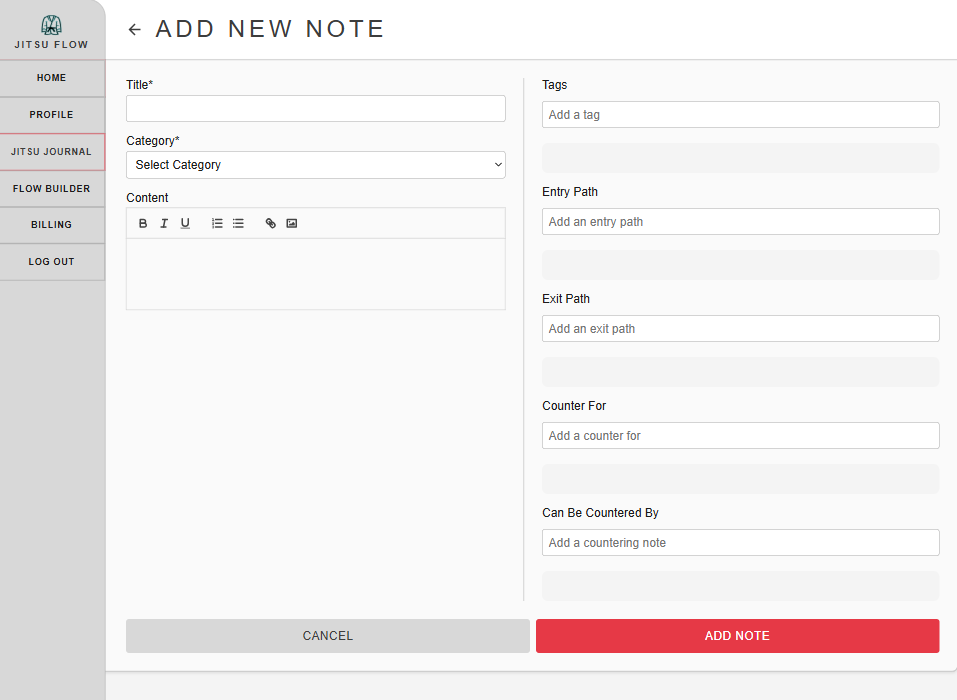 JITSU FLOW
HOME
PROFILE
JITSU JOURNAL
FLOW BUILDER
BILLING
LOG OUT
← ADD NEW NOTE
Title*
Category*
Select Category
Content
B I U
Tags
Add a tag
Entry Path
Add an entry path
Exit Path
Add an exit path
Counter For
Add a counter for
Can Be Countered By
Add a countering note
CANCEL
ADD NOTE